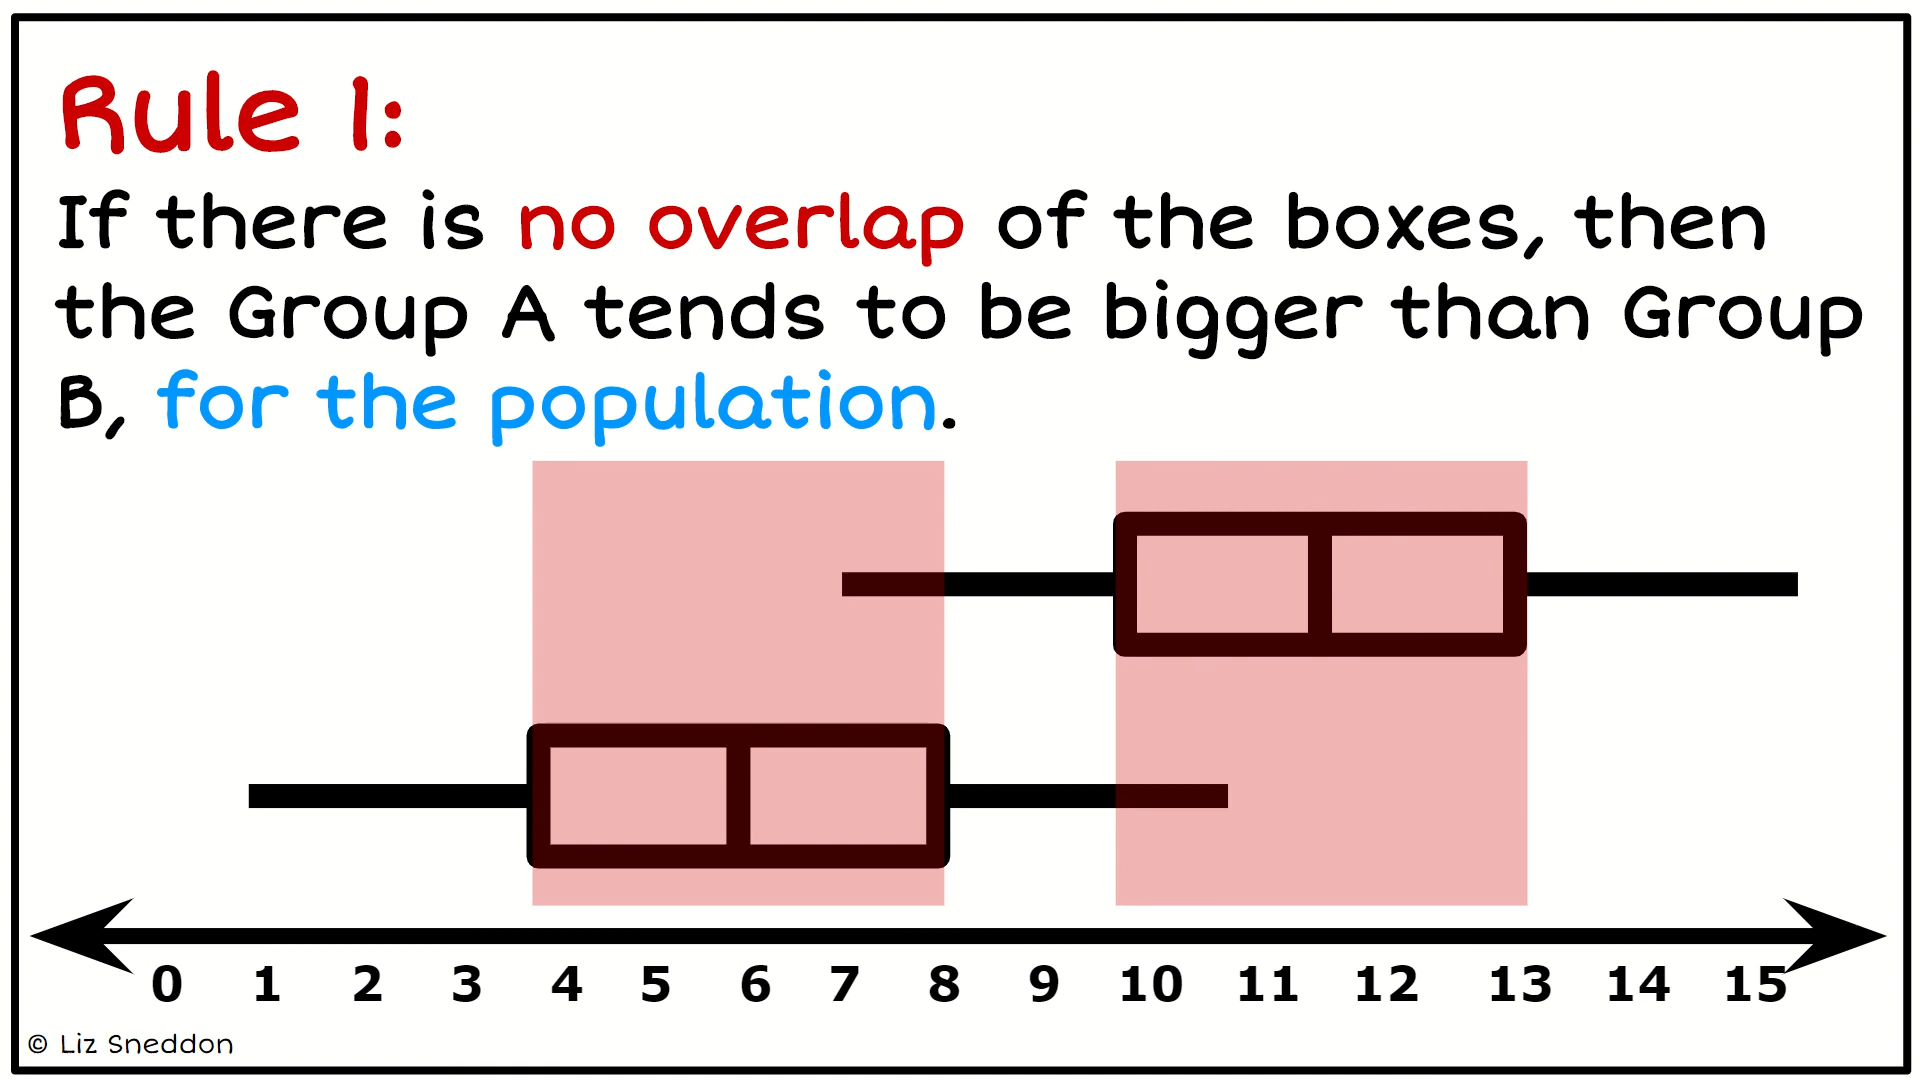 Rule 1:
If there is no overlap of the boxes, then
the Group A tends to be bigger than Group
B, for the population.
0 1 2 3 4 5 6 7 8 9 10 11 12 13 14 15
© Liz Sneddon